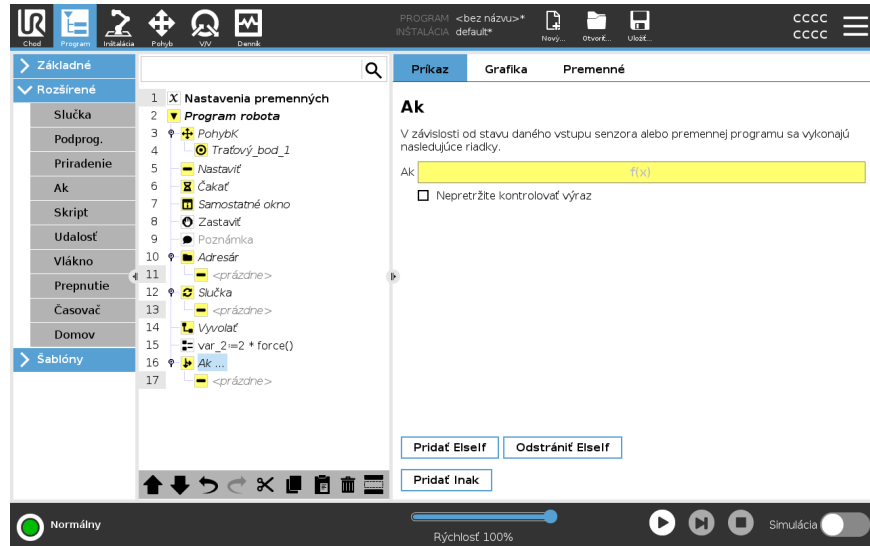 PROGRAM <bez názvu>*
INŠTALÁCIA default*
cccc
cccc
Chod Program Inštalácia Pohyb V/V Denník Nový... Otvoriť... Uložiť...
Základné
Rozšírené
Slučka
Podprog.
Priradenie
Ak
Skript
Udalosť
Vlákno
Prepnutie
Časovač
Domov
Šablóny
1 X Nastavenia premenných
2 Program robota
3 PohybK
4 Traťový_bod_1
5 Nastaviť
6 Čakať
7 Samostatné okno
8 Zastaviť
9 Poznámka
10 Adresár
11 <prázdne>
12 Slučka
13 <prázdne>
14 Vyvolať
15 var_2≔2 * force()
16 Ak ...
17 <prázdne>
Príkaz Grafika Premenné
Ak
V závislosti od stavu daného vstupu senzora alebo premennej programu sa vykonajú
nasledujúce riadky.
Ak f(x)
Nepretržite kontrolovať výraz
Pridať ElseIf Odstrániť ElseIf
Pridať Inak
Normálny
Rýchlosť 100%
Simulácia